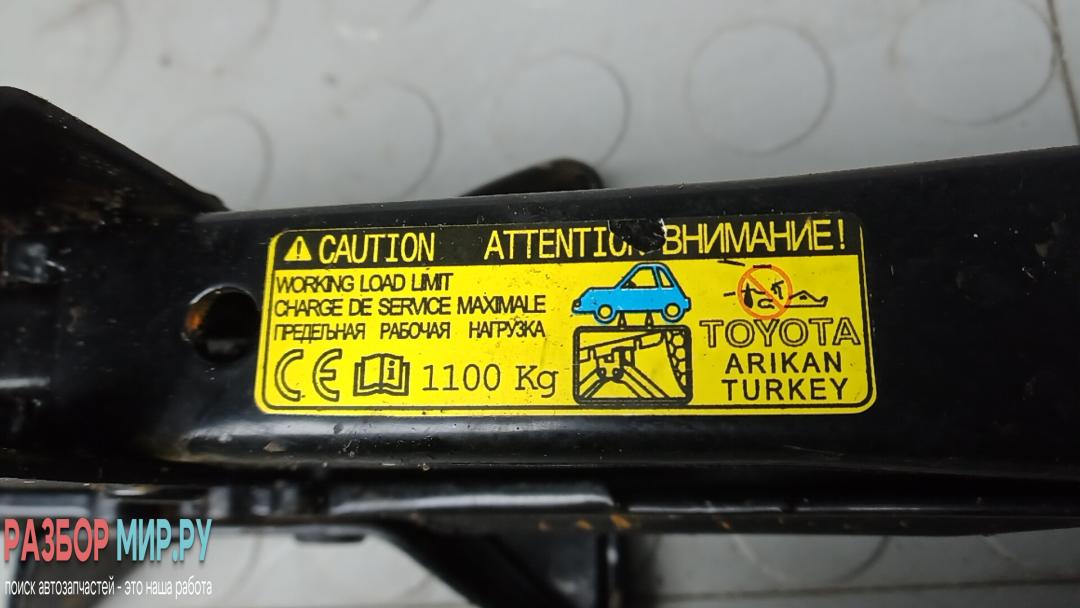 CAUTION ATTENTION ВНИМАНИЕ!
WORKING LOAD LIMIT
CHARGE DE SERVICE MAXIMALE
ПРЕДЕЛЬНАЯ РАБОЧАЯ НАГРУЗКА
CE i 1100 Kg
TOYOTA
ARIKAN
TURKEY
РАЗБОР МИР.РУ
поиск автозапчастей - это наша работа